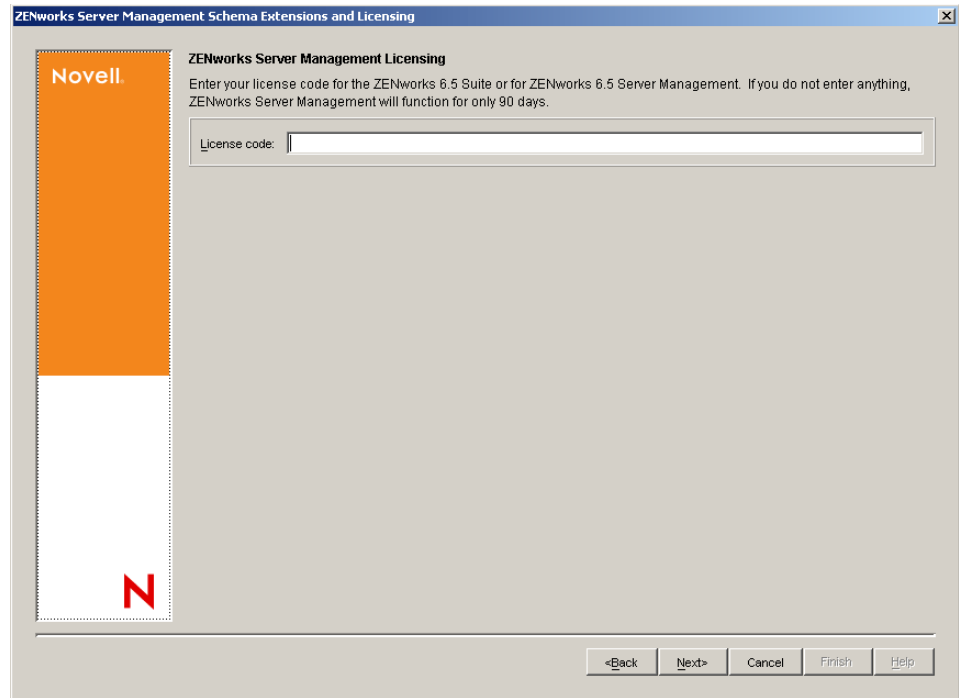 ZENworks Server Management Schema Extensions and Licensing
Novell.
ZENworks Server Management Licensing
Enter your license code for the ZENworks 6.5 Suite or for ZENworks 6.5 Server Management. If you do not enter anything,
ZENworks Server Management will function for only 90 days.
License code:
N
<Back
Next>
Cancel
Finish
Help